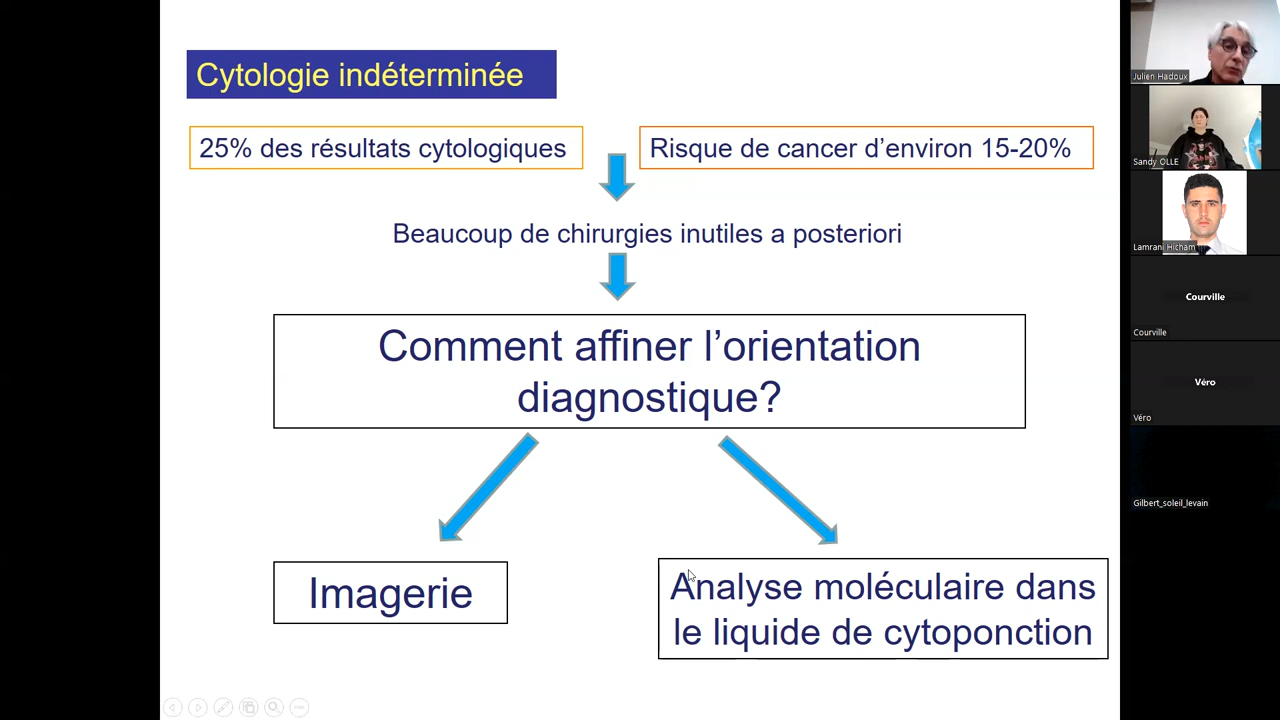 Cytologie indéterminée
25% des résultats cytologiques
Risque de cancer d’environ 15-20%
Beaucoup de chirurgies inutiles a posteriori
Comment affiner l’orientation
diagnostique?
Imagerie
Analyse moléculaire dans
le liquide de cytoponction
Julien Hadoux
Sandy OLLE
Lamrani Hicham
Courville
Courville
Véro
Véro
Gilbert_soleil_levain